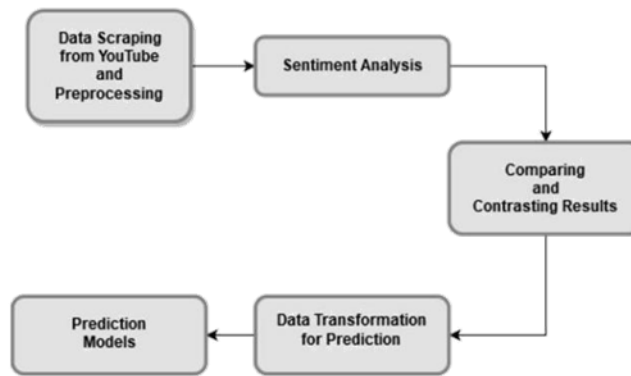 Data Scraping
from YouTube
and
Preprocessing
Sentiment Analysis
Comparing
and
Contrasting Results
Data Transformation
for Prediction
Prediction
Models